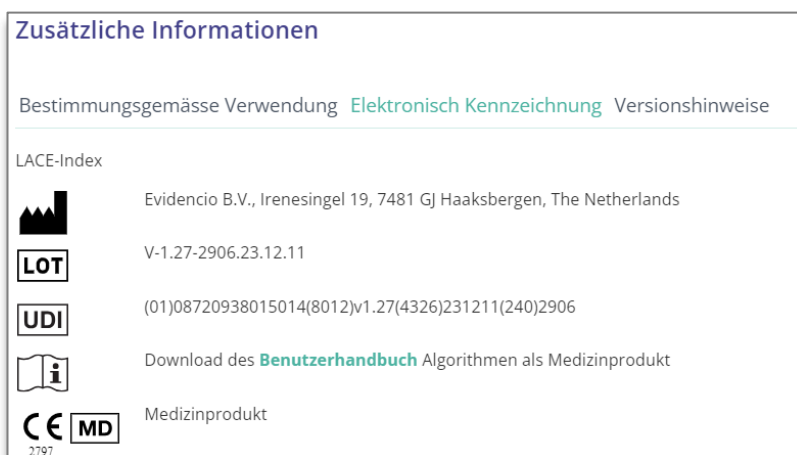 Zusätzliche Informationen
Bestimmungsgemässe Verwendung Elektronisch Kennzeichnung Versionshinweise
LACE-Index
Evidencio B.V., Irenesingel 19, 7481 GJ Haaksbergen, The Netherlands
LOT V-1.27-2906.23.12.11
UDI (01)08720938015014(8012)v1.27(4326)231211(240)2906
i Download des Benutzerhandbuch Algorithmen als Medizinprodukt
CE MD Medizinprodukt
2797